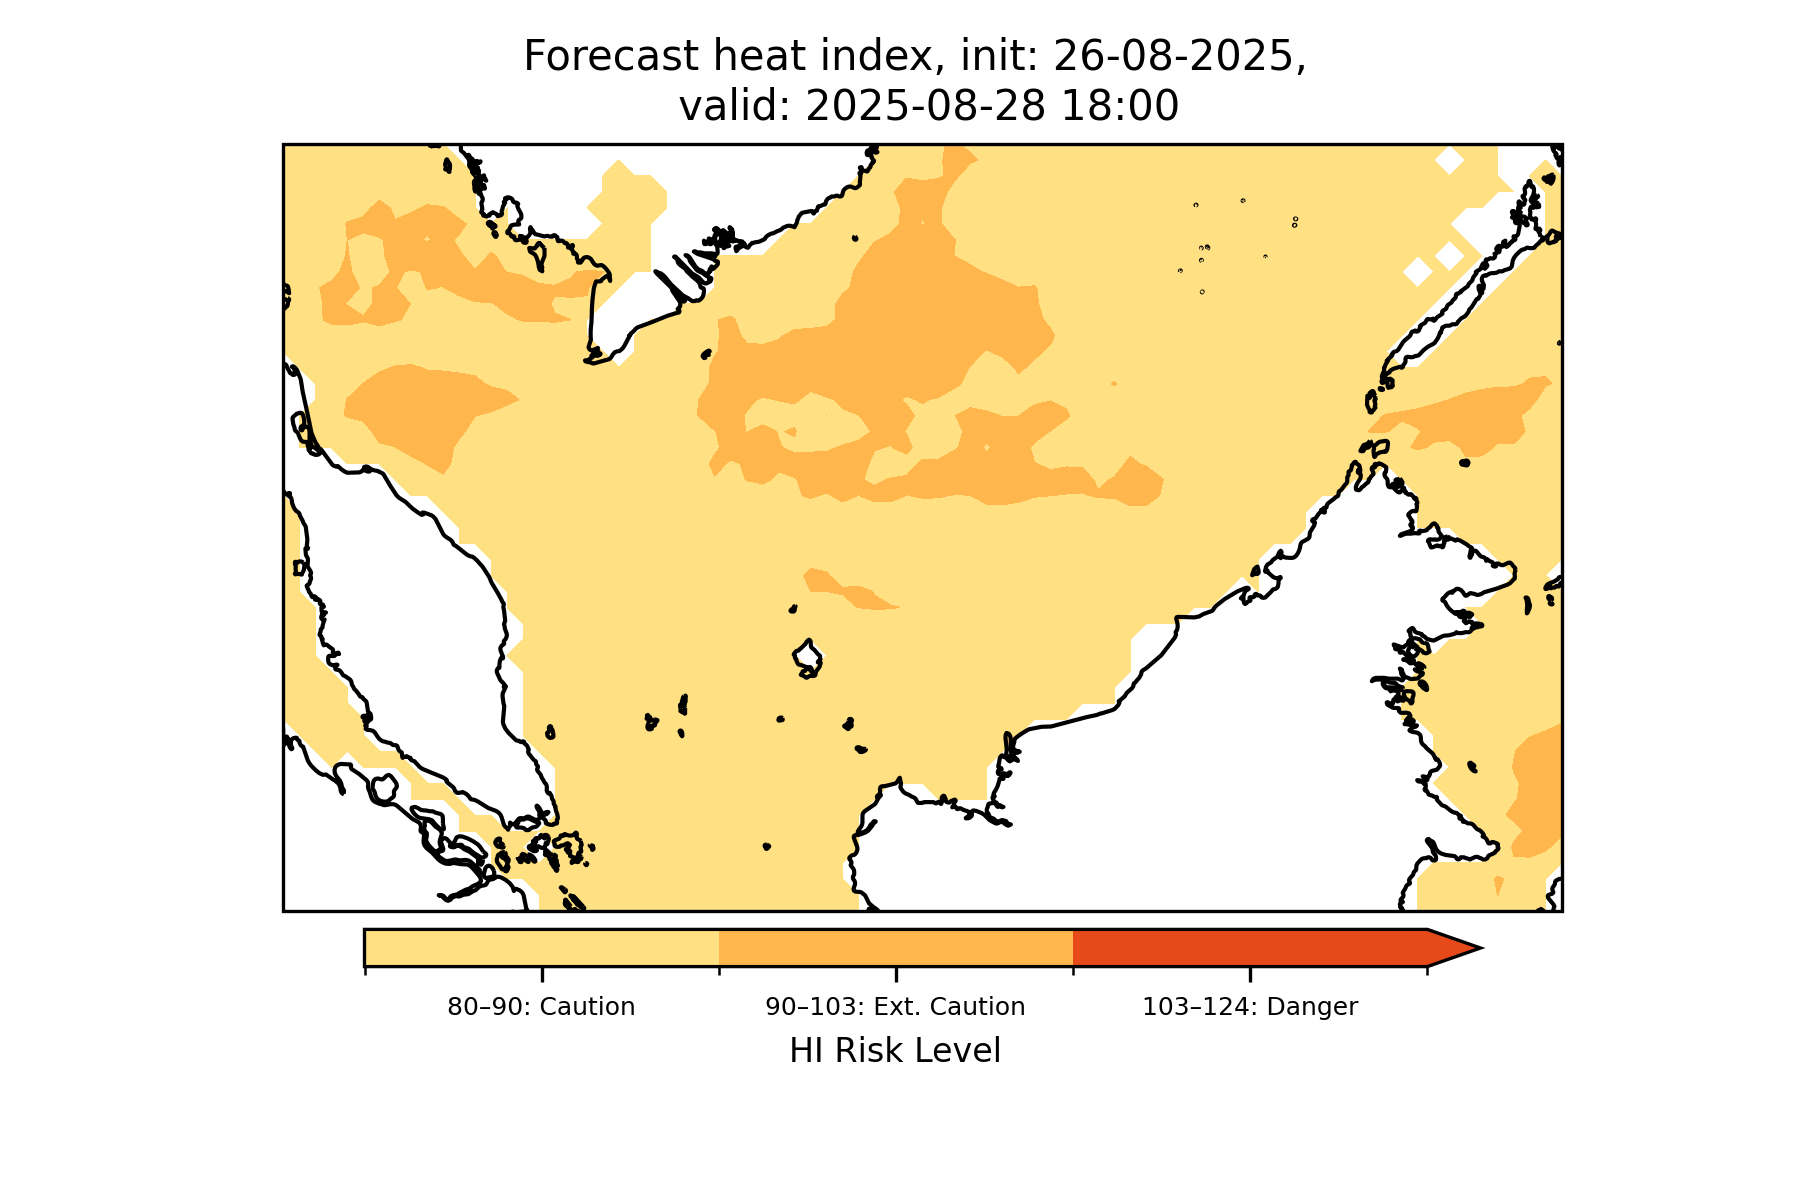 Forecast heat index, init: 26-08-2025,
valid: 2025-08-28 18:00
80–90: Caution
90–103: Ext. Caution
103–124: Danger
HI Risk Level